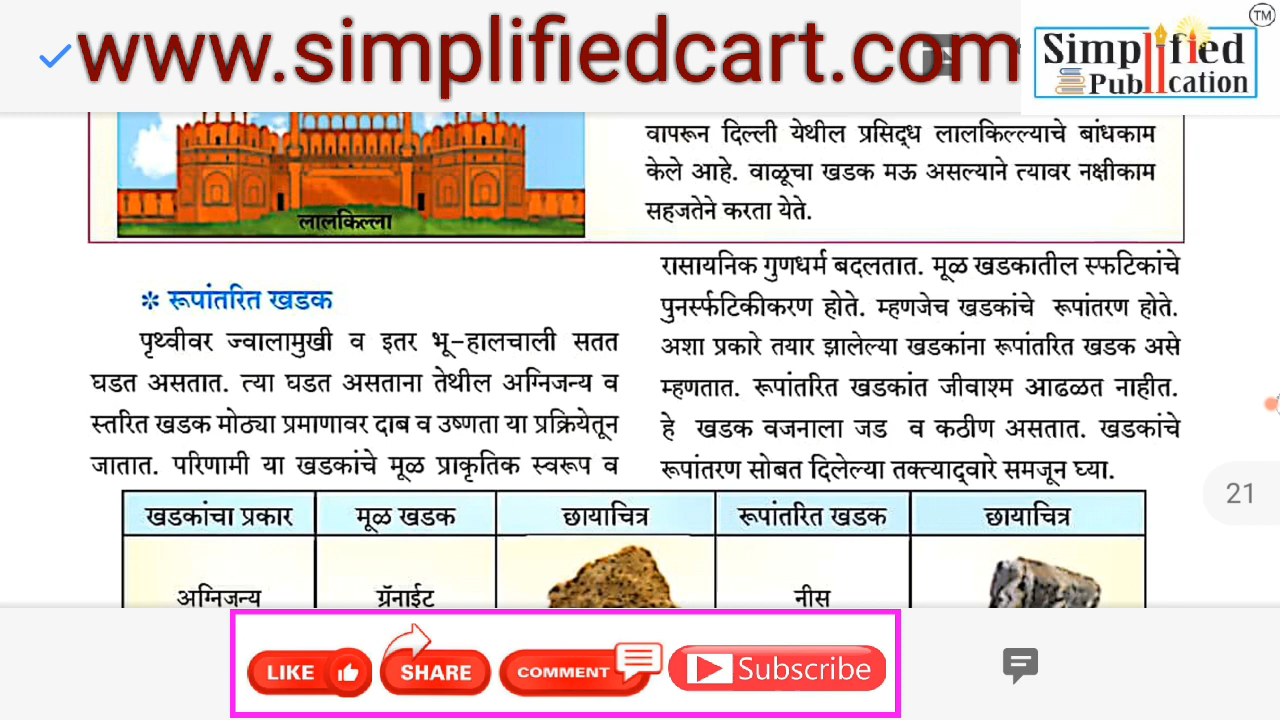 www.simplifiedcart.com
TM
Simplified
Publication
वापरून दिल्ली येथील प्रसिद्ध लालकिल्ल्याचे बांधकाम
केले आहे. वाळूचा खडक मऊ असल्याने त्यावर नक्षीकाम
सहजतेने करता येते.
लालकिल्ला
* रूपांतरित खडक
पृथ्वीवर ज्वालामुखी व इतर भू-हालचाली सतत
घडत असतात. त्या घडत असताना तेथील अग्निजन्य व
स्तरित खडक मोठ्या प्रमाणावर दाब व उष्णता या प्रक्रियेतून
जातात. परिणामी या खडकांचे मूळ प्राकृतिक स्वरूप व
रासायनिक गुणधर्म बदलतात. मूळ खडकातील स्फटिकांचे
पुनर्स्फटिकीकरण होते. म्हणजेच खडकांचे रूपांतरण होते.
अशा प्रकारे तयार झालेल्या खडकांना रूपांतरित खडक असे
म्हणतात. रूपांतरित खडकांत जीवाश्म आढळत नाहीत.
हे खडक वजनाला जड व कठीण असतात. खडकांचे
रूपांतरण सोबत दिलेल्या तक्त्याद्वारे समजून घ्या.
खडकांचा प्रकार मूळ खडक छायाचित्र रूपांतरित खडक छायाचित्र
अग्निजन्य ग्रॅनाईट नीस
21
LIKE SHARE COMMENT Subscribe